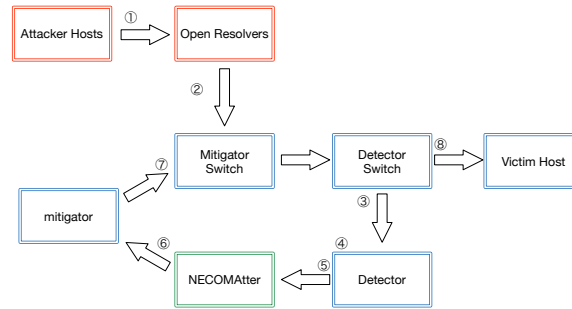 ①
Attacker Hosts
Open Resolvers
②
⑦
Mitigator
Switch
Detector
Switch
⑧
Victim Host
③
mitigator
⑥
④
⑤
NECOMAtter
Detector